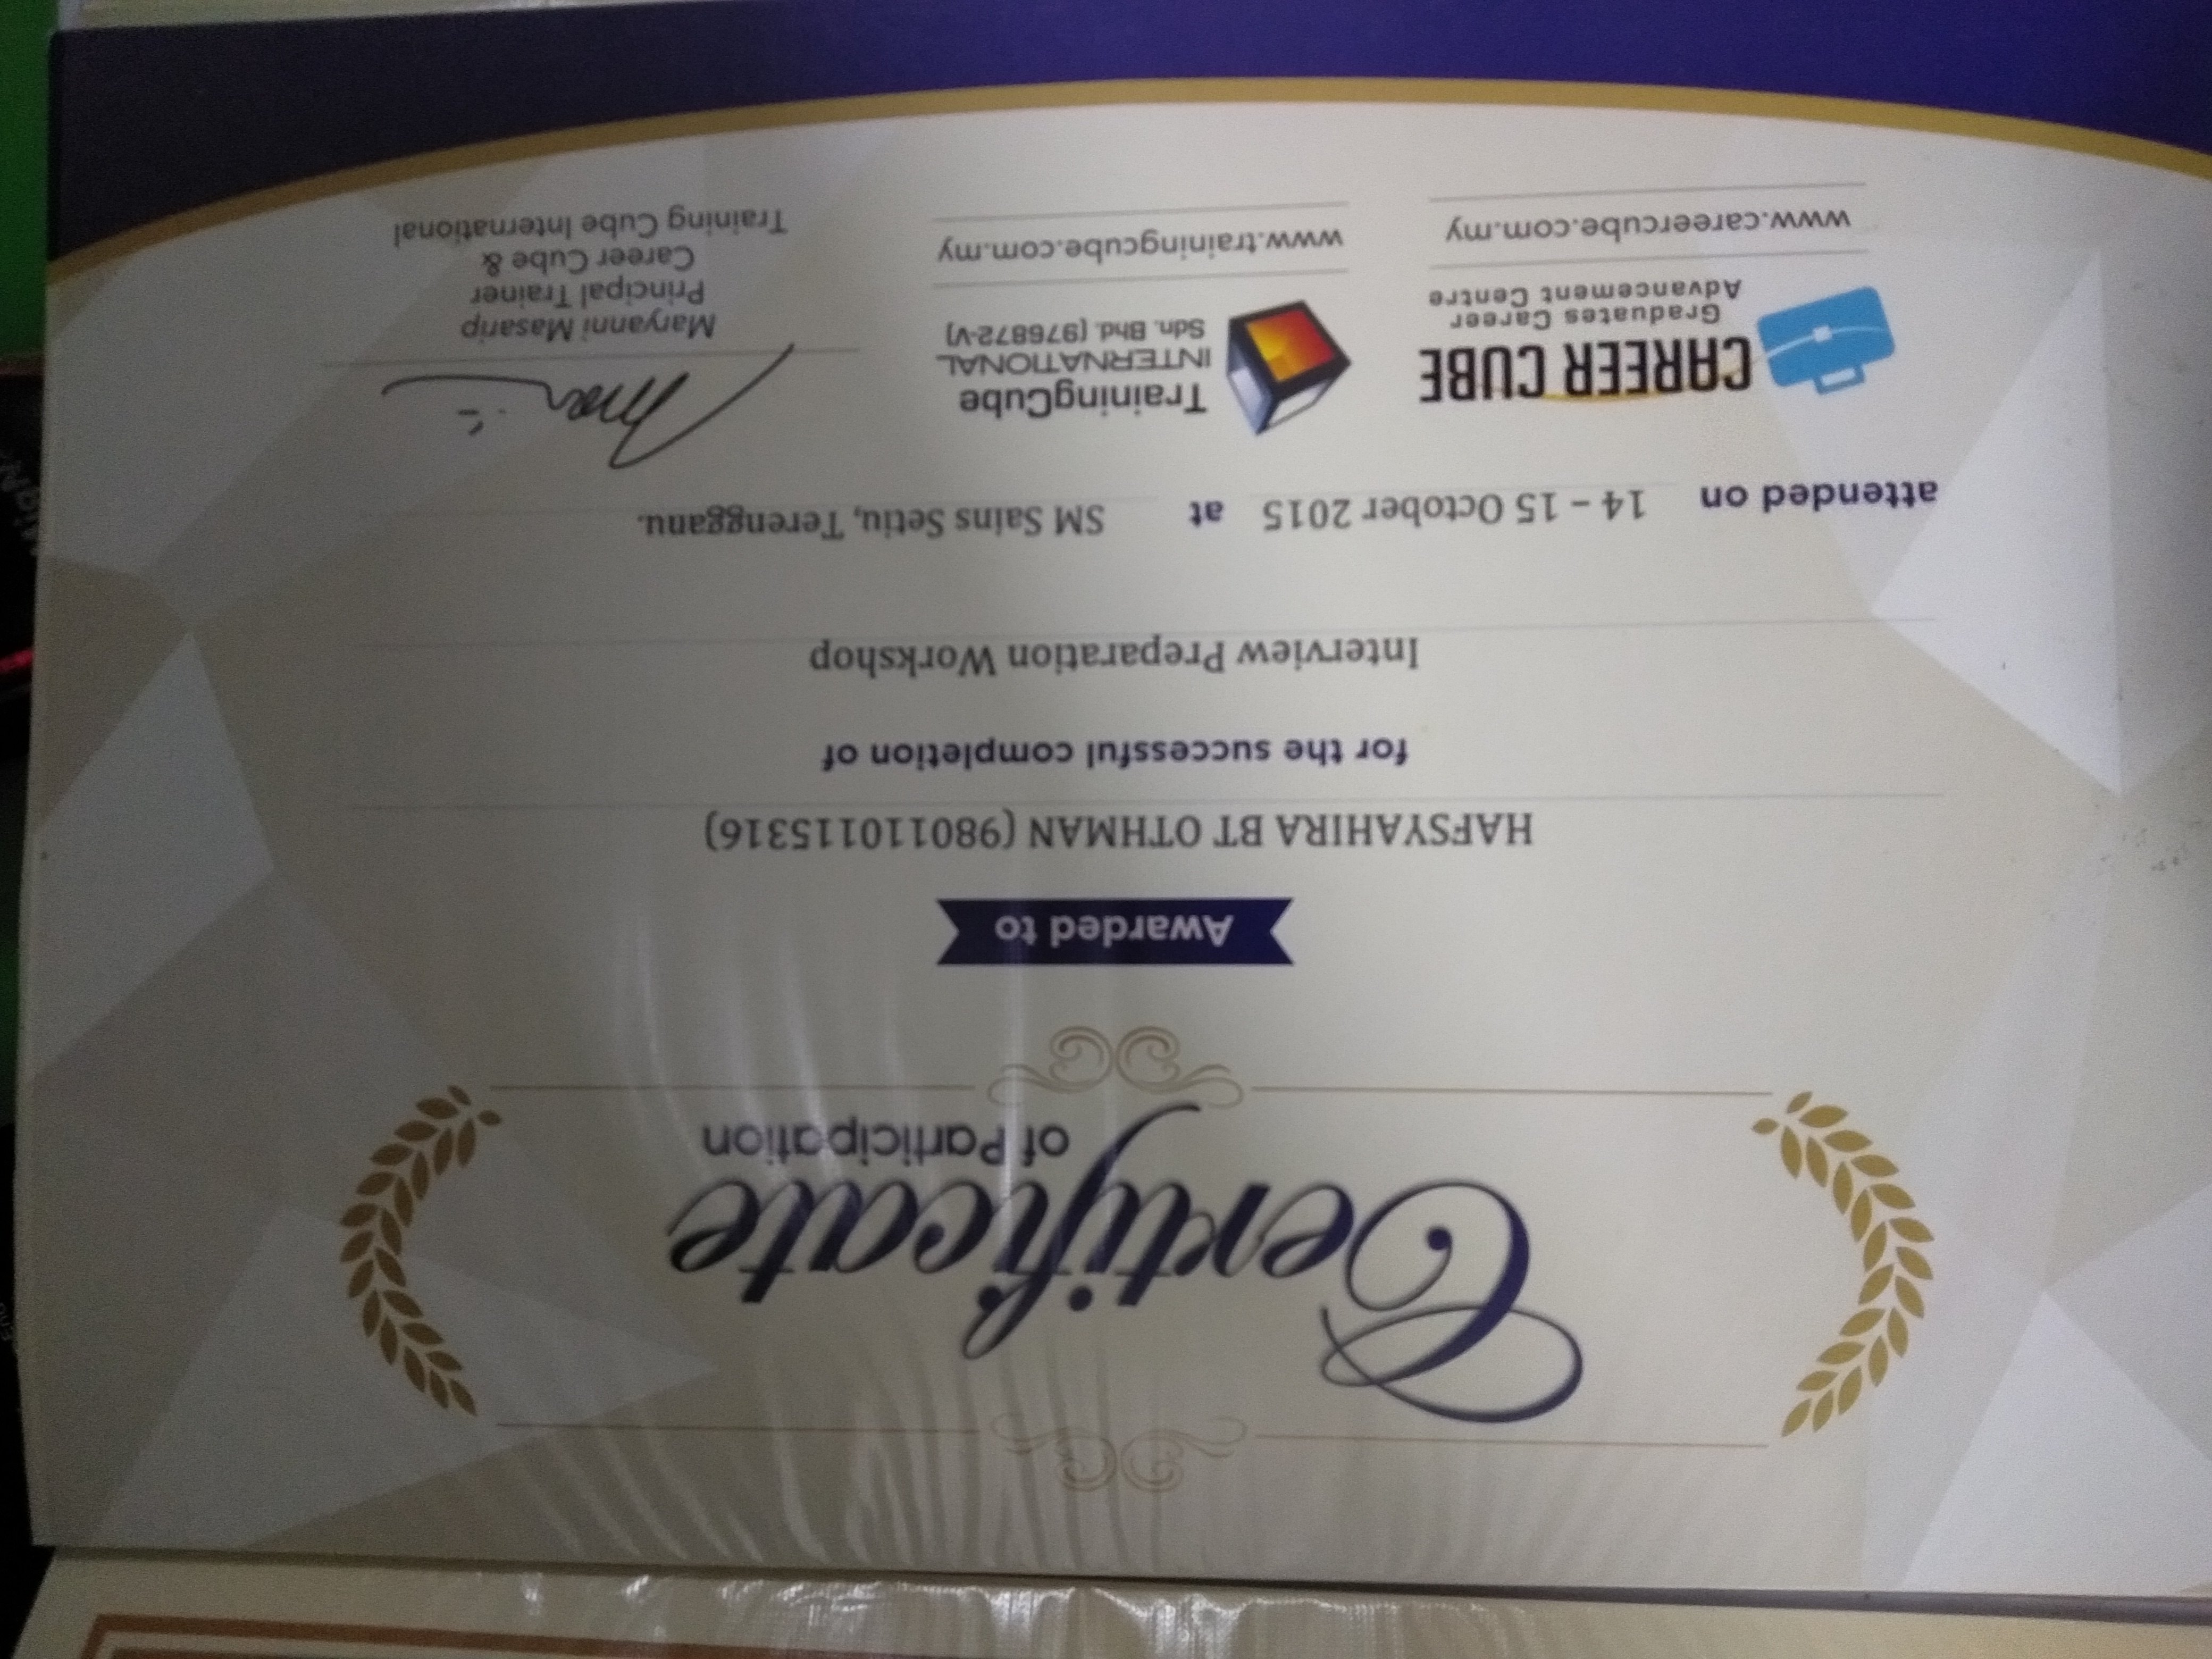 Certificate
of Participation
Awarded to
HAFSYAHIRA BT OTHMAN (980110115316)
for the successful completion of
Interview Preparation Workshop
attended on 14 – 15 October 2015 at SM Sains Setiu, Terengganu.
CAREER CUBE
Graduates Career
Advancement Centre
www.careercube.com.my
TrainingCube
INTERNATIONAL
Sdn. Bhd. (976872-V)
www.trainingcube.com.my
Maryanni Masarip
Principal Trainer
Career Cube &
Training Cube International